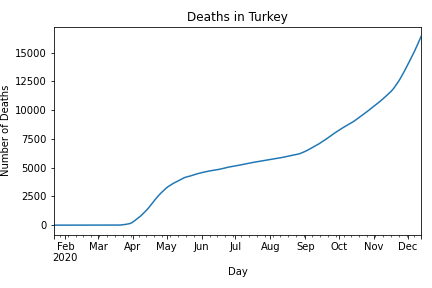 Deaths in Turkey
Number of Deaths
15000
12500
10000
7500
5000
2500
0
Feb Mar Apr May Jun Jul Aug Sep Oct Nov Dec
2020
Day